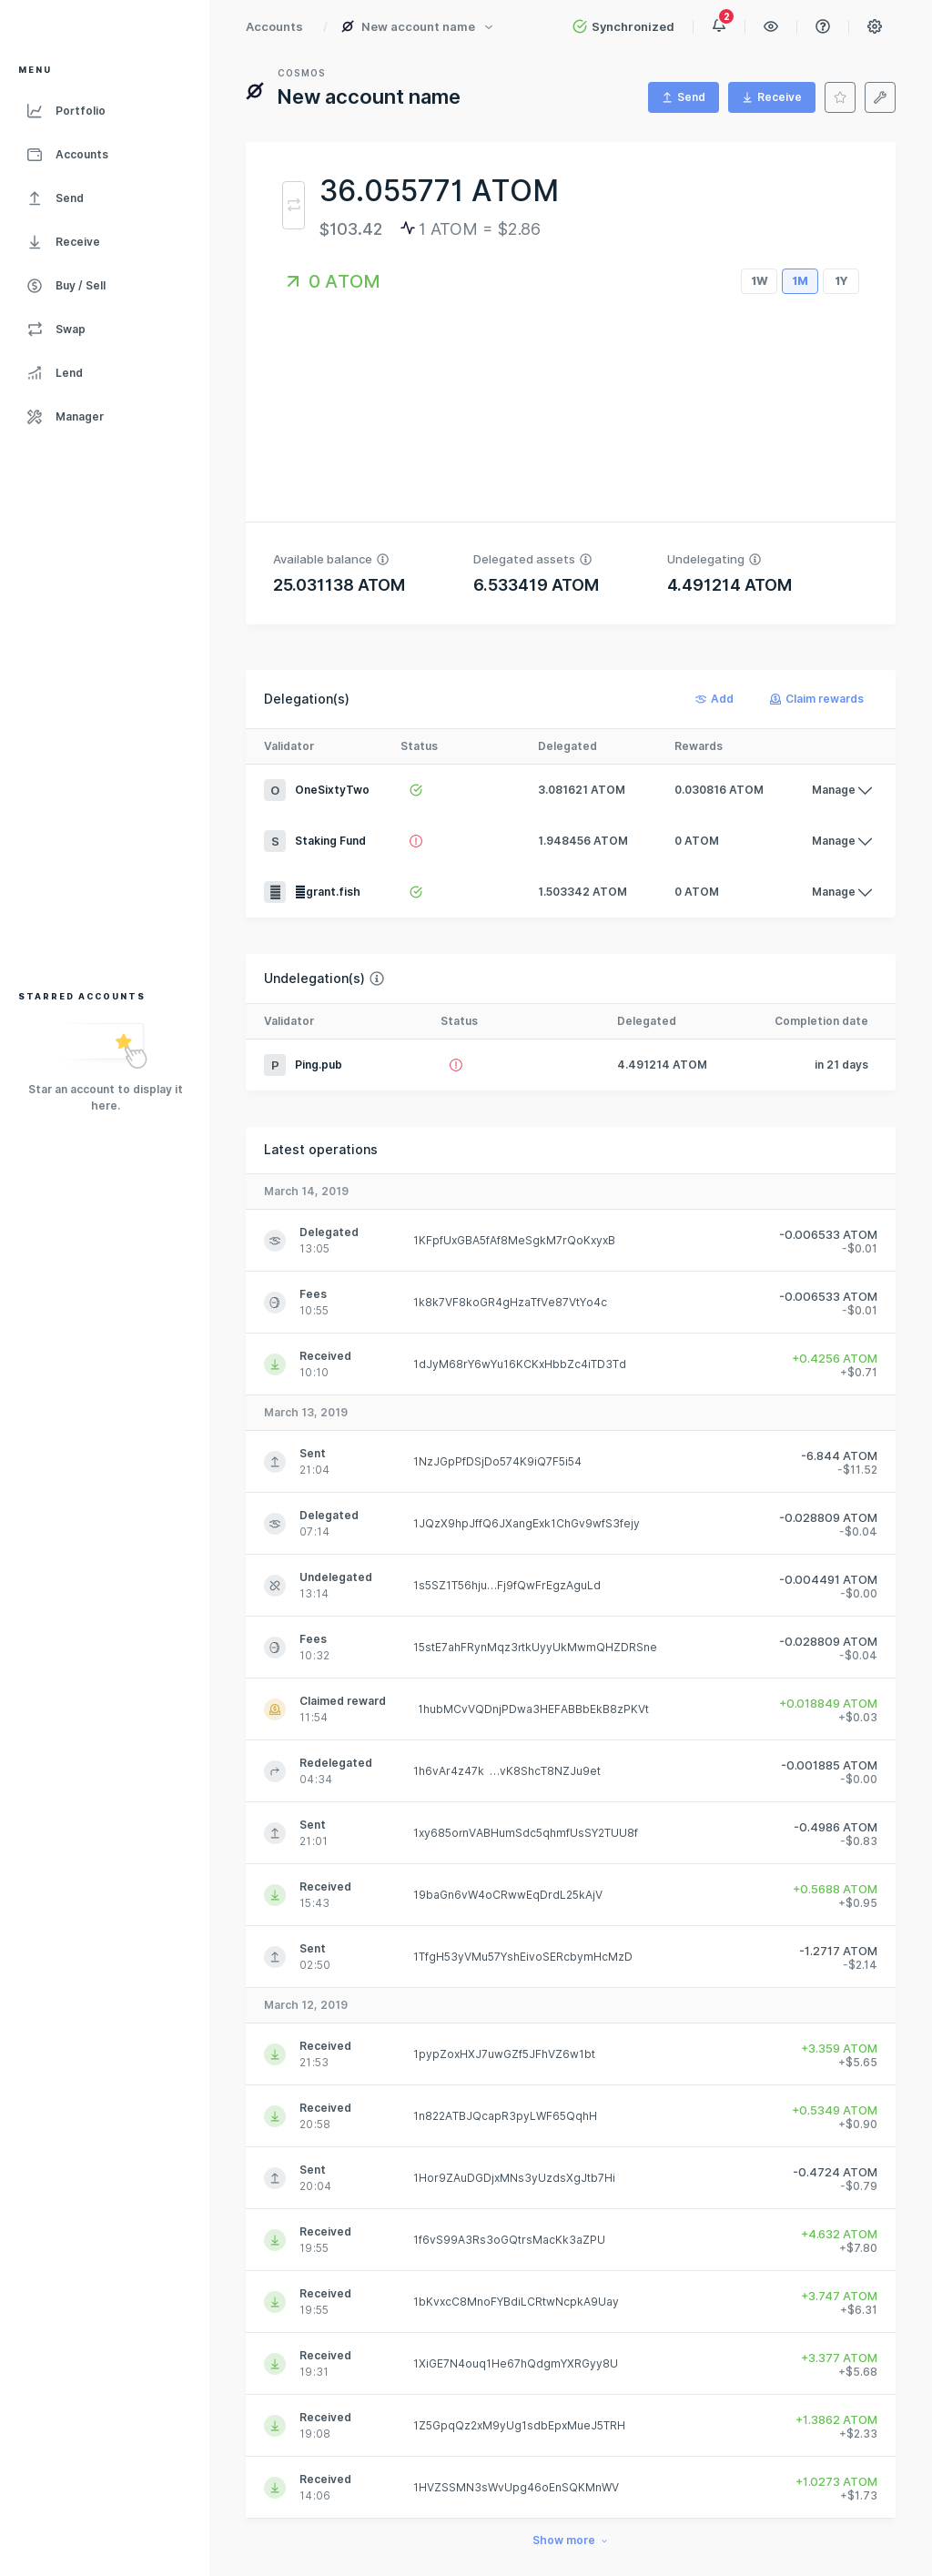 Accounts / New account name
Synchronized
2
MENU
Portfolio
Accounts
Send
Receive
Buy / Sell
Swap
Lend
Manager
STARRED ACCOUNTS
Star an account to display it
here.
COSMOS
New account name
Send
Receive
36.055771 ATOM
$103.42 1 ATOM = $2.86
0 ATOM
1W 1M 1Y
Available balance Delegated assets Undelegating
25.031138 ATOM 6.533419 ATOM 4.491214 ATOM
Delegation(s) Add Claim rewards
Validator Status Delegated Rewards
O OneSixtyTwo 3.081621 ATOM 0.030816 ATOM Manage
S Staking Fund 1.948456 ATOM 0 ATOM Manage
grant.fish 1.503342 ATOM 0 ATOM Manage
Undelegation(s)
Validator Status Delegated Completion date
P Ping.pub 4.491214 ATOM in 21 days
Latest operations
March 14, 2019
Delegated
13:05
1KFpfUxGBA5fAf8MeSgkM7rQoKxyxB
-0.006533 ATOM
-$0.01
Fees
10:55
1k8k7VF8koGR4gHzaTfVe87VtYo4c
-0.006533 ATOM
-$0.01
Received
10:10
1dJyM68rY6wYu16KCKxHbbZc4iTD3Td
+0.4256 ATOM
+$0.71
March 13, 2019
Sent
21:04
1NzJGpPfDSjDo574K9iQ7F5i54
-6.844 ATOM
-$11.52
Delegated
07:14
1JQzX9hpJffQ6JXangExk1ChGv9wfS3fejy
-0.028809 ATOM
-$0.04
Undelegated
13:14
1s5SZ1T56hju…Fj9fQwFrEgzAguLd
-0.004491 ATOM
-$0.00
Fees
10:32
15stE7ahFRynMqz3rtkUyyUkMwmQHZDRSne
-0.028809 ATOM
-$0.04
Claimed reward
11:54
1hubMCvVQDnjPDwa3HEFABBbEkB8zPKVt
+0.018849 ATOM
+$0.03
Redelegated
04:34
1h6vAr4z47k …vK8ShcT8NZJu9et
-0.001885 ATOM
-$0.00
Sent
21:01
1xy685ornVABHumSdc5qhmfUsSY2TUU8f
-0.4986 ATOM
-$0.83
Received
15:43
19baGn6vW4oCRwwEqDrdL25kAjV
+0.5688 ATOM
+$0.95
Sent
02:50
1TfgH53yVMu57YshEivoSERcbymHcMzD
-1.2717 ATOM
-$2.14
March 12, 2019
Received
21:53
1pypZoxHXJ7uwGZf5JFhVZ6w1bt
+3.359 ATOM
+$5.65
Received
20:58
1n822ATBJQcapR3pyLWF65QqhH
+0.5349 ATOM
+$0.90
Sent
20:04
1Hor9ZAuDGDjxMNs3yUzdsXgJtb7Hi
-0.4724 ATOM
-$0.79
Received
19:55
1f6vS99A3Rs3oGQtrsMacKk3aZPU
+4.632 ATOM
+$7.80
Received
19:55
1bKvxcC8MnoFYBdiLCRtwNcpkA9Uay
+3.747 ATOM
+$6.31
Received
19:31
1XiGE7N4ouq1He67hQdgmYXRGyy8U
+3.377 ATOM
+$5.68
Received
19:08
1Z5GpqQz2xM9yUg1sdbEpxMueJ5TRH
+1.3862 ATOM
+$2.33
Received
14:06
1HVZSSMN3sWvUpg46oEnSQKMnWV
+1.0273 ATOM
+$1.73
Show more